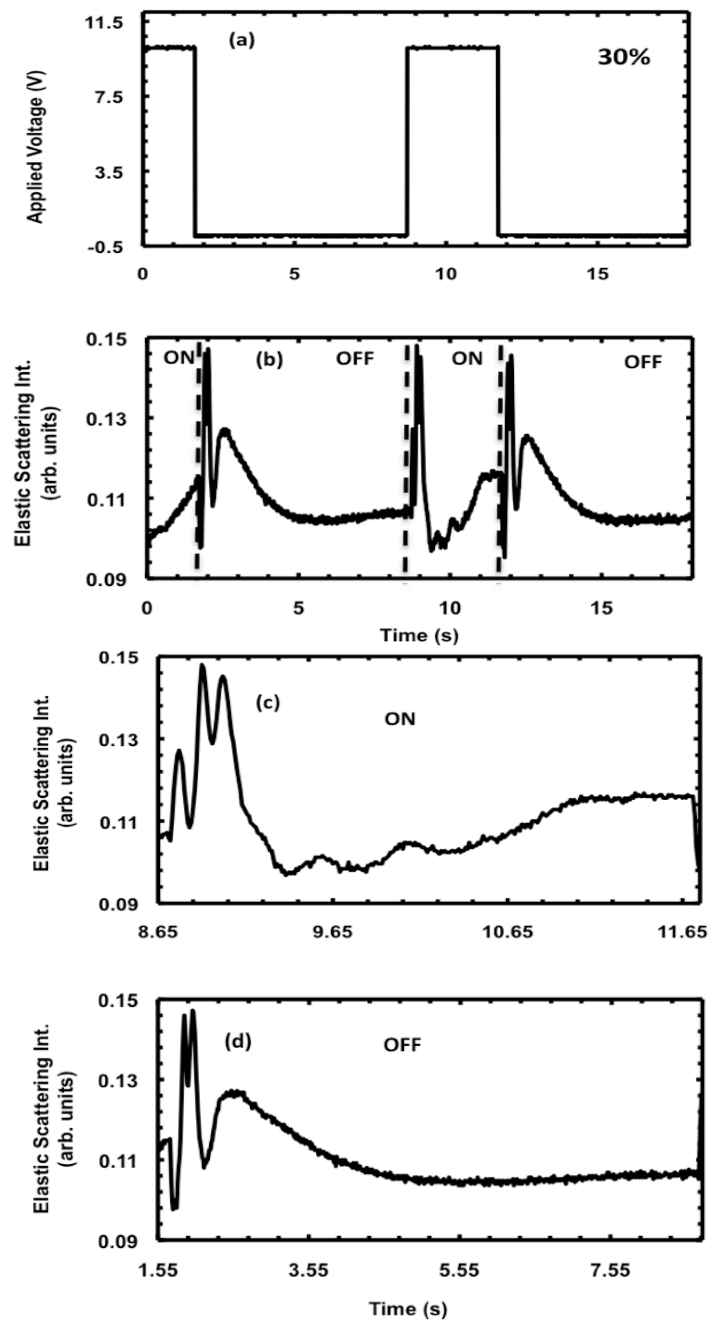 11.5
(a)
30%
7.5
3.5
-0.5
Applied Voltage (V)
0 5 10 15
0.15
ON (b) OFF ON OFF
0.13
0.11
0.09
Elastic Scattering Int.
(arb. units)
0 5 10 15
Time (s)
0.15
(c)
ON
0.13
0.11
0.09
Elastic Scattering Int.
(arb. units)
8.65 9.65 10.65 11.65
0.15
(d) OFF
0.13
0.11
0.09
Elastic Scattering Int.
(arb. units)
1.55 3.55 5.55 7.55
Time (s)